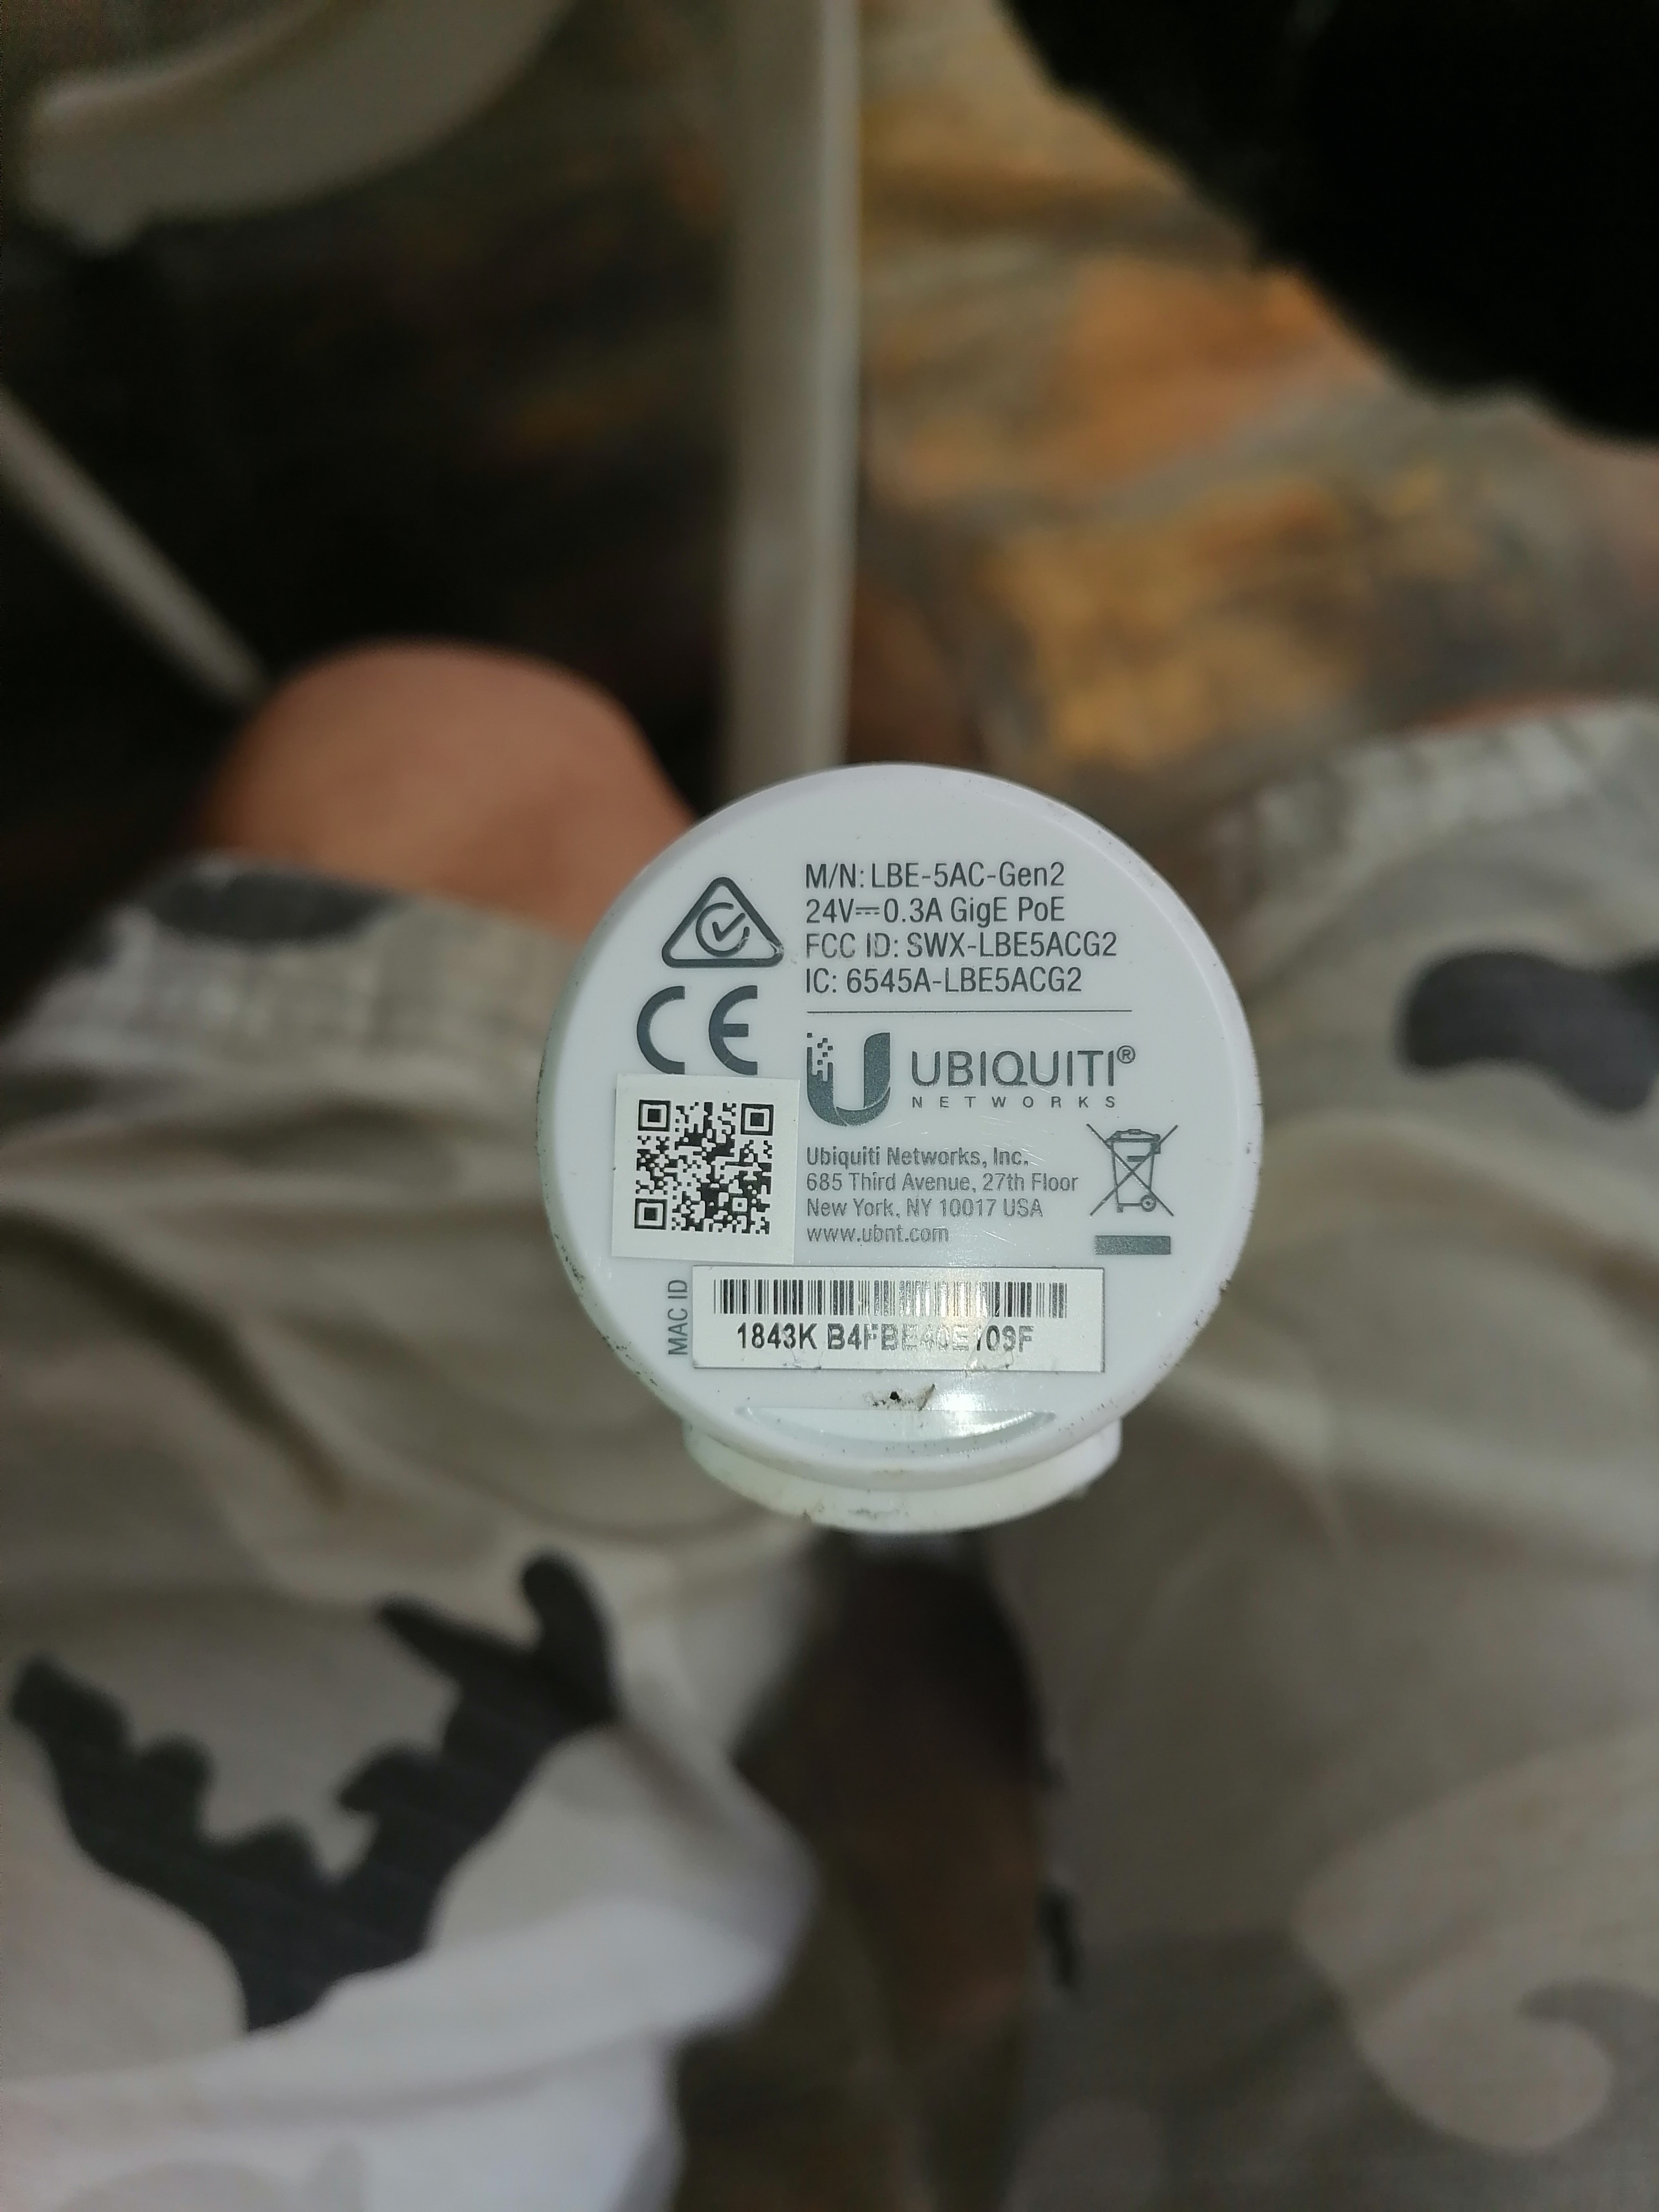 M/N: LBE-5AC-Gen2
24V⎓0.3A GigE PoE
FCC ID: SWX-LBE5ACG2
IC: 6545A-LBE5ACG2
CE
UBIQUITI®
NETWORKS
Ubiquiti Networks, Inc.
685 Third Avenue, 27th Floor
New York, NY 10017 USA
www.ubnt.com
MAC ID
1843K